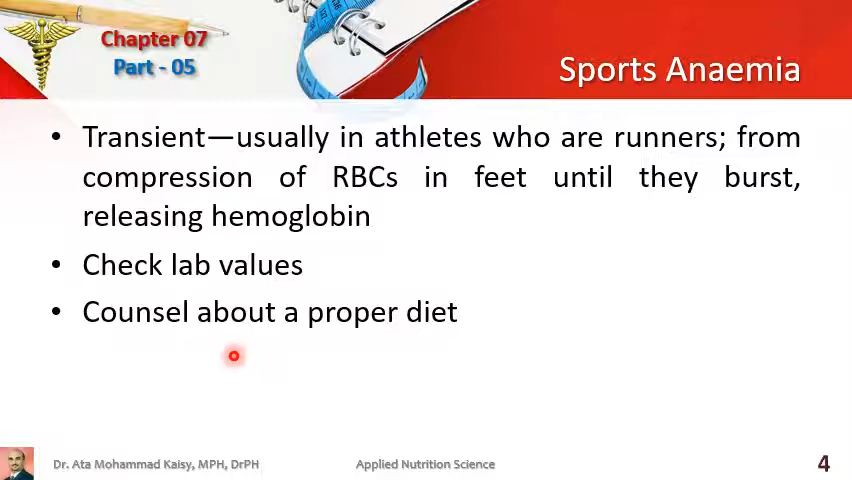 Chapter 07
Part - 05
Sports Anaemia
• Transient—usually in athletes who are runners; from
compression of RBCs in feet until they burst,
releasing hemoglobin
• Check lab values
• Counsel about a proper diet
Dr. Ata Mohammad Kaisy, MPH, DrPH
Applied Nutrition Science
4